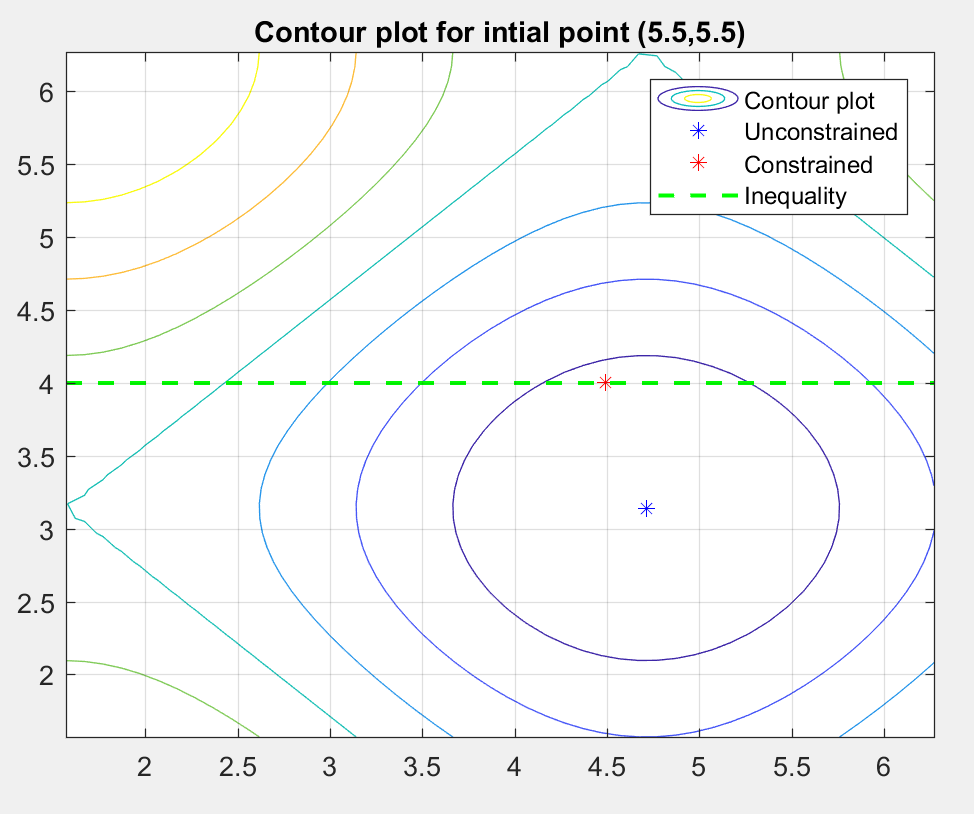 Contour plot for intial point (5.5,5.5)
6
5.5
5
4.5
4
3.5
3
2.5
2
Contour plot
Unconstrained
Constrained
Inequality
2 2.5 3 3.5 4 4.5 5 5.5 6